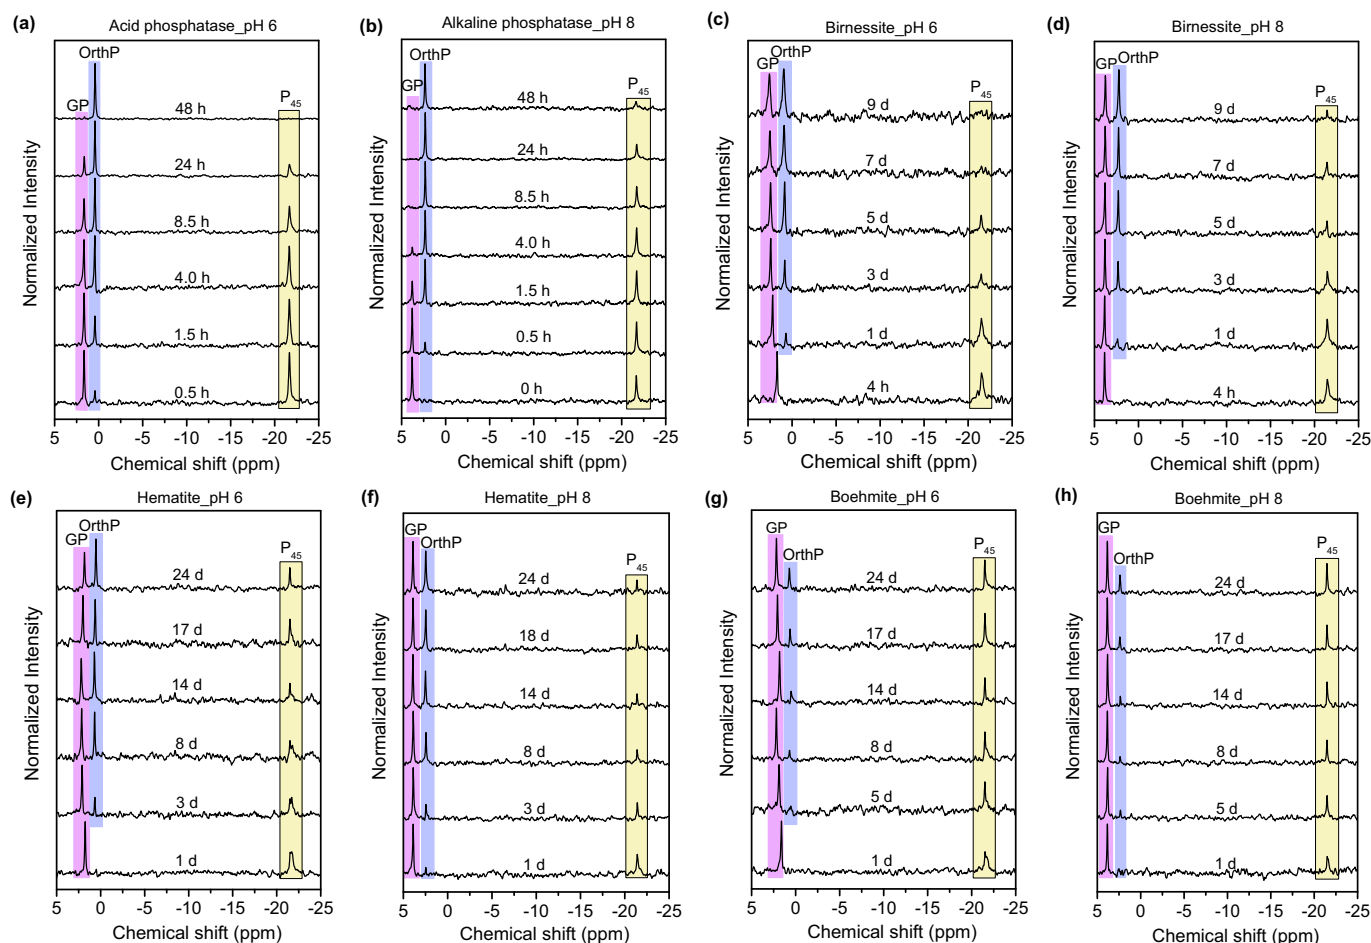 (a) Acid phosphatase_pH 6
OrthP
GP
P45
48 h
24 h
8.5 h
4.0 h
1.5 h
0.5 h
Normalized Intensity
5 0 -5 -10 -15 -20 -25
Chemical shift (ppm)
(b) Alkaline phosphatase_pH 8
OrthP
GP
P45
48 h
24 h
8.5 h
4.0 h
1.5 h
0.5 h
0 h
Normalized Intensity
5 0 -5 -10 -15 -20 -25
Chemical shift (ppm)
(c) Birnessite_pH 6
OrthP
GP
P45
9 d
7 d
5 d
3 d
1 d
4 h
Normalized Intensity
5 0 -5 -10 -15 -20 -25
Chemical shift (ppm)
(d) Birnessite_pH 8
GP
OrthP
P45
9 d
7 d
5 d
3 d
1 d
4 h
Normalized Intensity
5 0 -5 -10 -15 -20 -25
Chemical shift (ppm)
(e) Hematite_pH 6
OrthP
GP
P45
24 d
17 d
14 d
8 d
3 d
1 d
Normalized Intensity
5 0 -5 -10 -15 -20 -25
Chemical shift (ppm)
(f) Hematite_pH 8
GP
OrthP
P45
24 d
18 d
14 d
8 d
3 d
1 d
Normalized Intensity
5 0 -5 -10 -15 -20 -25
Chemical shift (ppm)
(g) Boehmite_pH 6
GP
OrthP
P45
24 d
17 d
14 d
8 d
5 d
1 d
Normalized Intensity
5 0 -5 -10 -15 -20 -25
Chemical shift (ppm)
(h) Boehmite_pH 8
GP
OrthP
P45
24 d
17 d
14 d
8 d
5 d
1 d
Normalized Intensity
5 0 -5 -10 -15 -20 -25
Chemical shift (ppm)